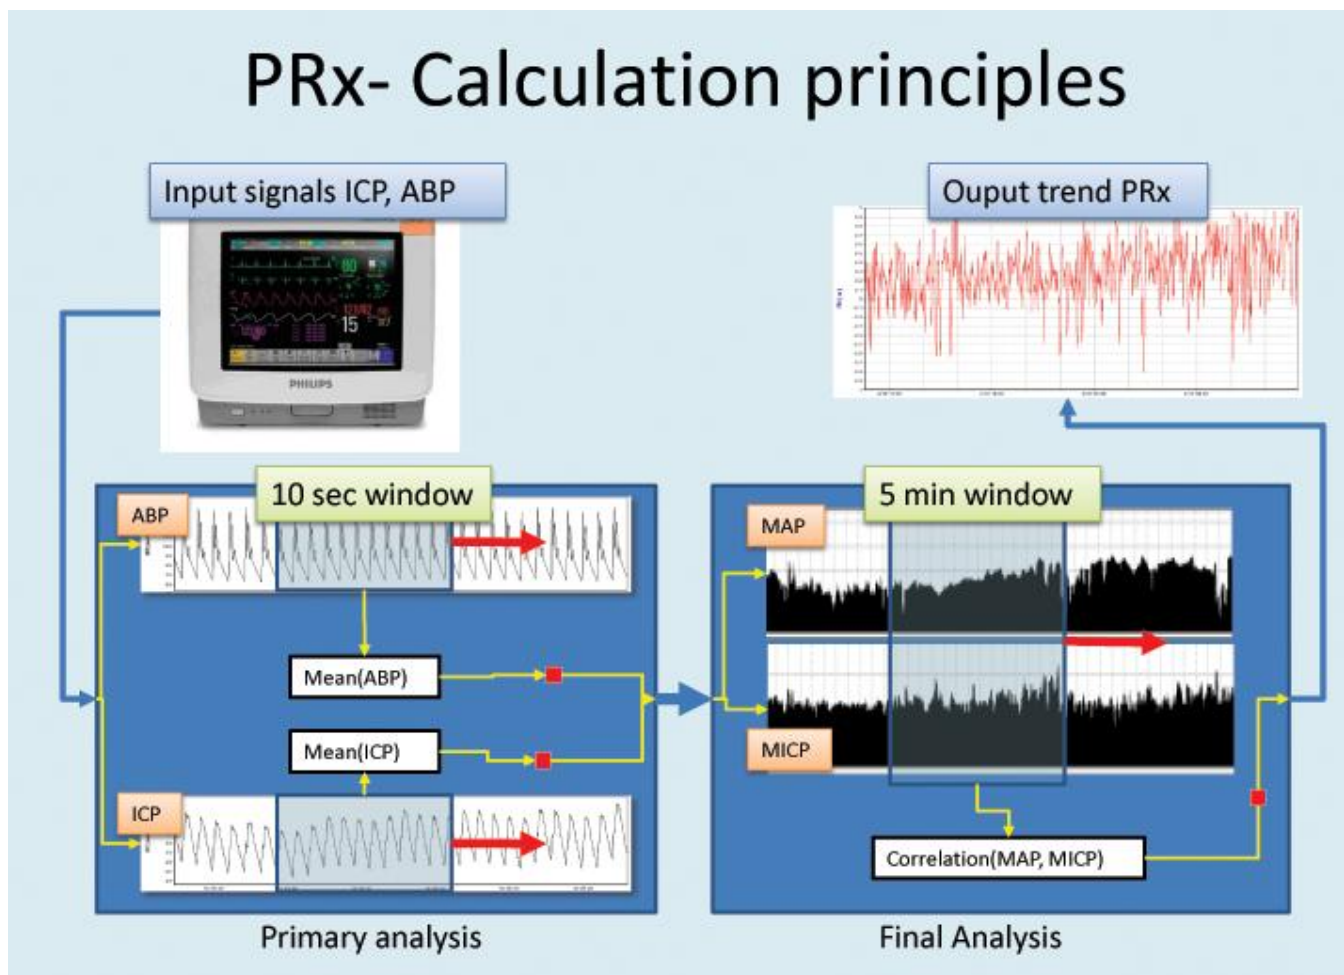 PRx- Calculation principles
Input signals ICP, ABP
Ouput trend PRx
15
PHILIPS
10 sec window
ABP
Mean(ABP)
Mean(ICP)
ICP
Primary analysis
5 min window
MAP
MICP
Correlation(MAP, MICP)
Final Analysis